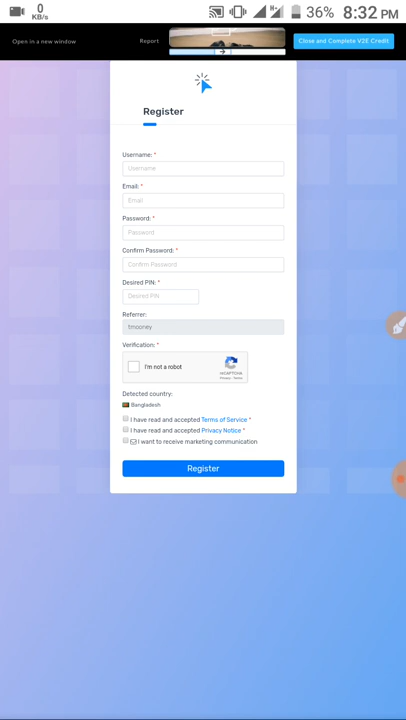 0
KB/s
H+
36%
8:32 PM
Open in a new window
Report
Close and Complete V2E Credit
Register
Username: *
Username
Email: *
Email
Password: *
Password
Confirm Password: *
Confirm Password
Desired PIN: *
Desired PIN
Referrer:
tmooney
Verification: *
I'm not a robot
reCAPTCHA
Privacy - Terms
Detected country:
Bangladesh
I have read and accepted Terms of Service *
I have read and accepted Privacy Notice *
I want to receive marketing communication
Register